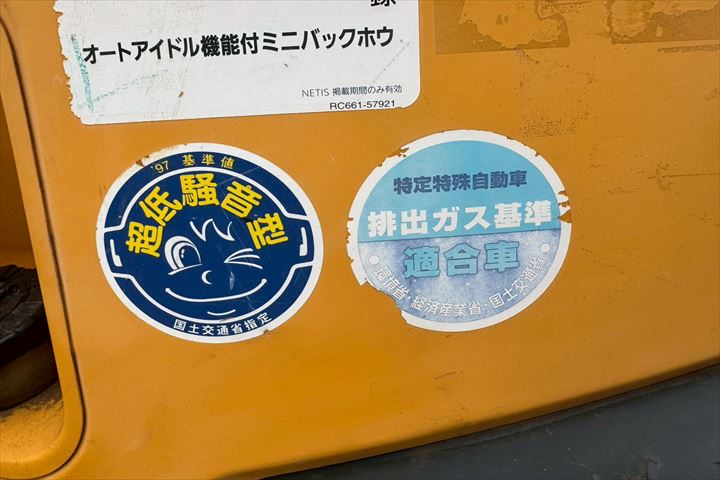 オートアイドル機能付ミニバックホウ
NETIS 掲載期間のみ有効
RC661-57921
'97 基準値
超低騒音型
国土交通省指定
特定特殊自動車
排出ガス基準
適合車
・環境省・経済産業省・国土交通省・